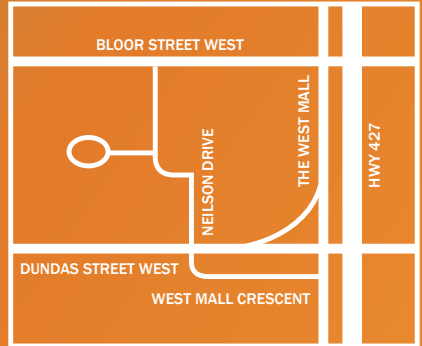 BLOOR STREET WEST
NEILSON DRIVE
THE WEST MALL
HWY 427
DUNDAS STREET WEST
WEST MALL CRESCENT